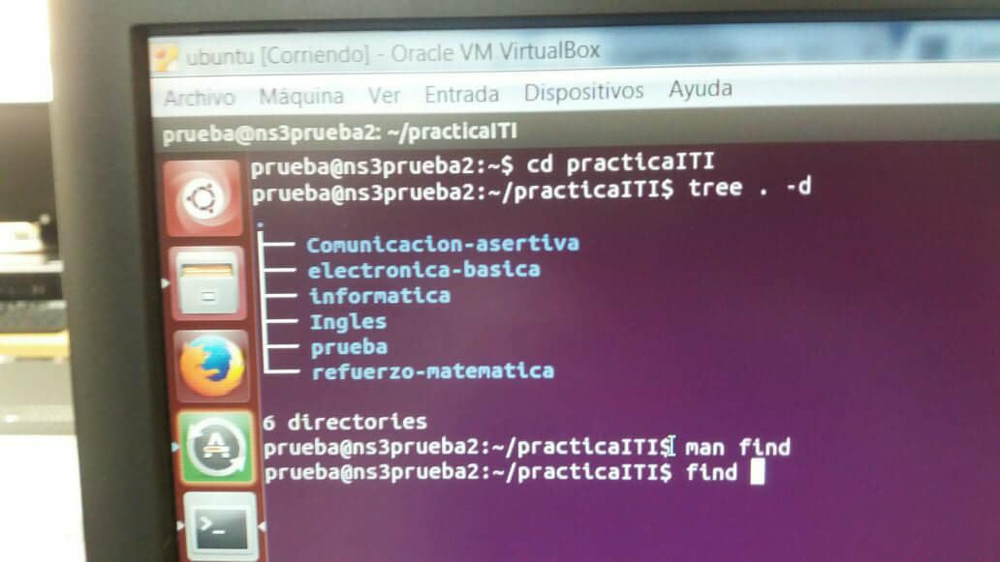 ubuntu [Corriendo] - Oracle VM VirtualBox
Archivo Máquina Ver Entrada Dispositivos Ayuda
prueba@ns3prueba2: ~/practicaITI
prueba@ns3prueba2:~$ cd practicaITI
prueba@ns3prueba2:~/practicaITI$ tree . -d
.
├── Comunicacion-asertiva
├── electronica-basica
├── informatica
├── Ingles
├── prueba
└── refuerzo-matematica
6 directories
prueba@ns3prueba2:~/practicaITI$ man find
prueba@ns3prueba2:~/practicaITI$ find